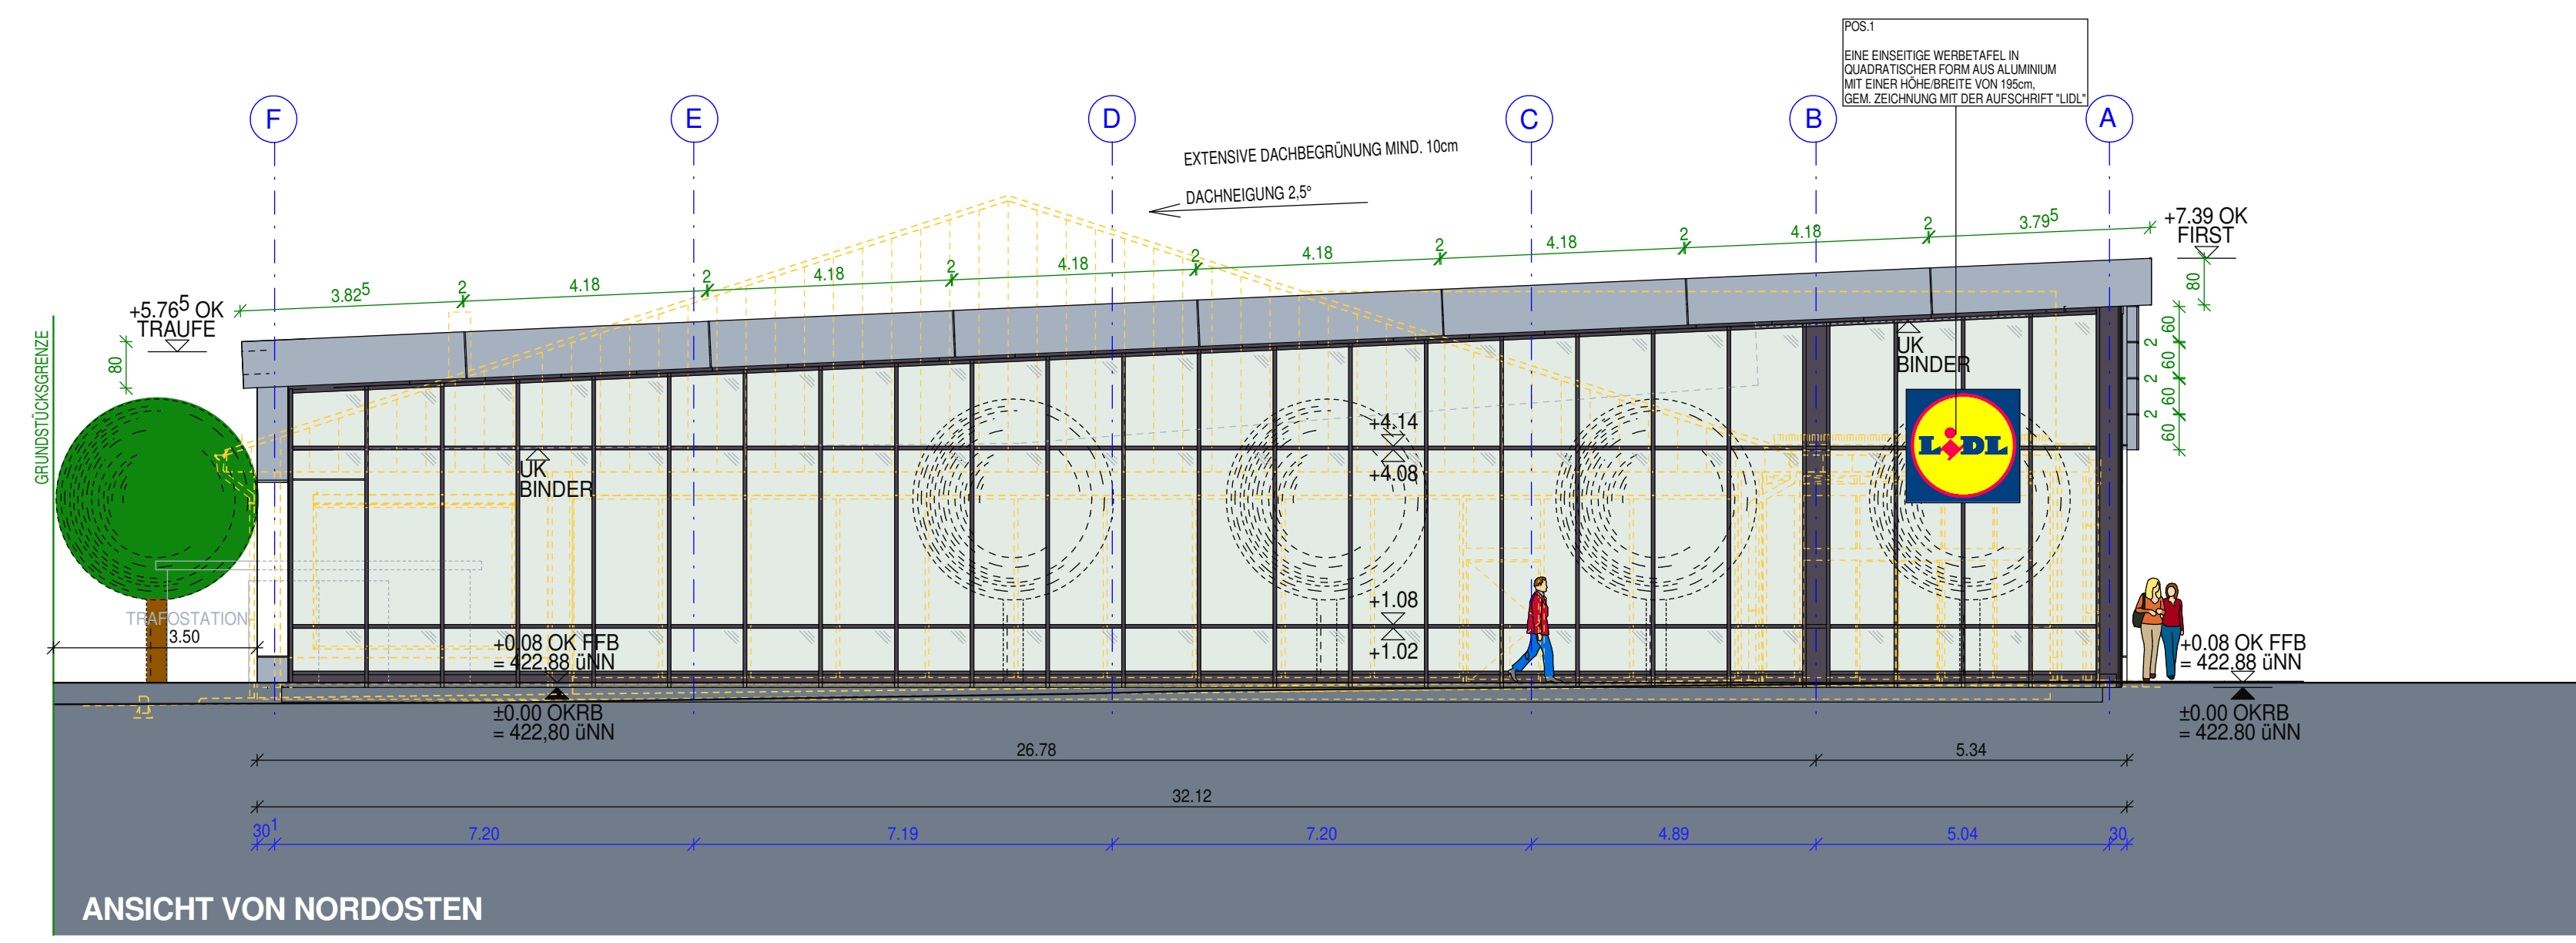 POS.1
EINE EINSEITIGE WERBETAFEL IN
QUADRATISCHER FORM AUS ALUMINIUM
MIT EINER HÖHE/BREITE VON 195cm,
GEM. ZEICHNUNG MIT DER AUFSCHRIFT "LIDL"
F
E
D
C
B
A
EXTENSIVE DACHBEGRÜNUNG MIND. 10cm
DACHNEIGUNG 2,5°
+7.39 OK
FIRST
80
3.82⁵
2
4.18
2
4.18
2
4.18
2
4.18
2
4.18
2
4.18
2
3.79⁵
+5.76⁵ OK
TRAUFE
80
GRUNDSTÜCKSGRENZE
60
2
60
2
60
2
60
UK
BINDER
UK
BINDER
LIDL
+4.14
+4.08
+1.08
+1.02
TRAFOSTATION
3.50
+0.08 OK FFB
= 422.88 üNN
±0.00 OKRB
= 422,80 üNN
+0.08 OK FFB
= 422.88 üNN
±0.00 OKRB
= 422.80 üNN
26.78
5.34
32.12
30¹
7.20
7.19
7.20
4.89
5.04
30
ANSICHT VON NORDOSTEN